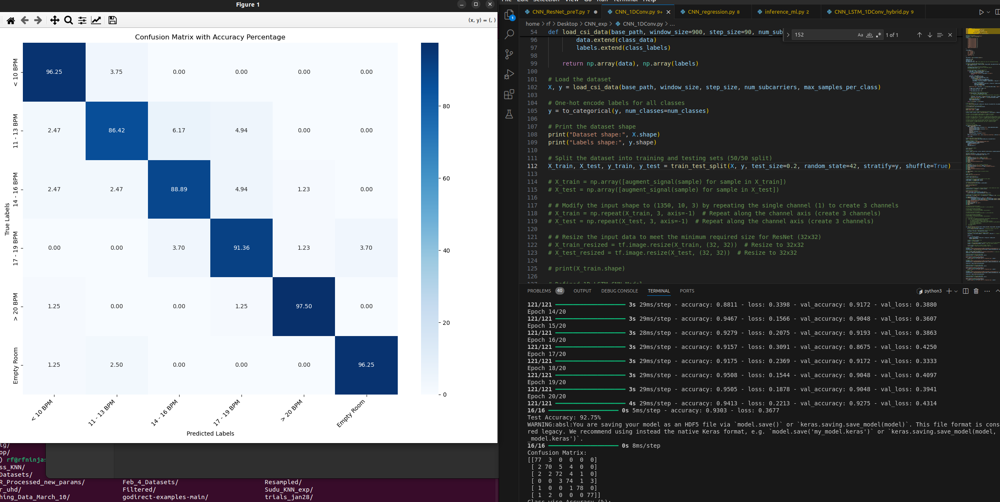 Figure 1
(x, y) = (, )
Confusion Matrix with Accuracy Percentage
True Labels
< 10 BPM
96.25 3.75 0.00 0.00 0.00 0.00
11 - 13 BPM
2.47 86.42 6.17 4.94 0.00 0.00
14 - 16 BPM
2.47 2.47 88.89 4.94 1.23 0.00
17 - 19 BPM
0.00 0.00 3.70 91.36 1.23 3.70
> 20 BPM
1.25 0.00 0.00 1.25 97.50 0.00
Empty Room
1.25 2.50 0.00 0.00 0.00 96.25
< 10 BPM 11 - 13 BPM 14 - 16 BPM 17 - 19 BPM > 20 BPM Empty Room
Predicted Labels
80
60
40
20
0
op/
) rf@rfninjas
ss_KNN/
Datasets/
R_Processed_new_params/ Feb_4_Datasets/ Resampled/
r_uhd/ Filtered/ Sudu_KNN_exp/
hing_Data_March_10/ godirect-examples-main/ trials_jan28/
File Edit Selection View Go Run Terminal Help
1
CNN_ResNet_preT.py 7 CNN_1DConv.py 9+ CNN_regression.py 8 inference_ml.py 2 CNN_LSTM_1DConv_hybrid.py 9
home > rf > Desktop > CNN_exp > CNN_1DConv.py > ...
152 Aa ab 1 of 1
54 def load_csi_data(base_path, window_size=900, step_size=90, num_sub
96 data.extend(class_data)
97 labels.extend(class_labels)
98
99 return np.array(data), np.array(labels)
100
101 # Load the dataset
102 X, y = load_csi_data(base_path, window_size, step_size, num_subcarriers, max_samples_per_class)
103
104 # One-hot encode labels for all classes
105 y = to_categorical(y, num_classes=num_classes)
106
107 # Print the dataset shape
108 print("Dataset shape:", X.shape)
109 print("Labels shape:", y.shape)
110
111 # Split the dataset into training and testing sets (50/50 split)
112 X_train, X_test, y_train, y_test = train_test_split(X, y, test_size=0.2, random_state=42, stratify=y, shuffle=True)
113
114 # X_train = np.array([augment_signal(sample) for sample in X_train])
115 # X_test = np.array([augment_signal(sample) for sample in X_test])
116
117 # # Modify the input shape to (1350, 10, 3) by repeating the single channel (1) to create 3 channels
118 # X_train = np.repeat(X_train, 3, axis=-1)  # Repeat along the channel axis (create 3 channels)
119 # X_test = np.repeat(X_test, 3, axis=-1)  # Repeat along the channel axis (create 3 channels)
120
121 # # Resize the input data to meet the minimum required size for ResNet (32x32)
122 # X_train_resized = tf.image.resize(X_train, (32, 32))  # Resize to 32x32
123 # X_test_resized = tf.image.resize(X_test, (32, 32))  # Resize to 32x32
124
125 # print(X_train.shape)
126
127 # Defined 1D LSTM CNN Model
PROBLEMS 40 OUTPUT DEBUG CONSOLE TERMINAL PORTS python3
121/121 3s 29ms/step - accuracy: 0.8811 - loss: 0.3398 - val_accuracy: 0.9172 - val_loss: 0.3880
Epoch 14/20
121/121 3s 29ms/step - accuracy: 0.9467 - loss: 0.1566 - val_accuracy: 0.9048 - val_loss: 0.3607
Epoch 15/20
121/121 3s 28ms/step - accuracy: 0.9279 - loss: 0.2075 - val_accuracy: 0.9193 - val_loss: 0.3863
Epoch 16/20
121/121 3s 29ms/step - accuracy: 0.9157 - loss: 0.3091 - val_accuracy: 0.8675 - val_loss: 0.4250
Epoch 17/20
121/121 3s 29ms/step - accuracy: 0.9175 - loss: 0.2369 - val_accuracy: 0.9172 - val_loss: 0.3333
Epoch 18/20
121/121 3s 29ms/step - accuracy: 0.9508 - loss: 0.1544 - val_accuracy: 0.9048 - val_loss: 0.4097
Epoch 19/20
121/121 3s 29ms/step - accuracy: 0.9505 - loss: 0.1878 - val_accuracy: 0.9048 - val_loss: 0.3941
Epoch 20/20
121/121 4s 29ms/step - accuracy: 0.9413 - loss: 0.2213 - val_accuracy: 0.9275 - val_loss: 0.4314
16/16 0s 5ms/step - accuracy: 0.9303 - loss: 0.3677
Test Accuracy: 92.75%
WARNING:absl:You are saving your model as an HDF5 file via `model.save()` or `keras.saving.save_model(model)`. This file format is cons
red legacy. We recommend using instead the native Keras format, e.g. `model.save('my_model.keras')` or `keras.saving.save_model(model,
_model.keras')`.
16/16 0s 8ms/step
Confusion Matrix:
[[77  3  0  0  0  0]
[ 2 70  5  4  0  0]
[ 2  2 72  4  1  0]
[ 0  0  3 74  1  3]
[ 1  0  0  1 78  0]
[ 1  2  0  0  0 77]]
Class-wise Accuracy (%):